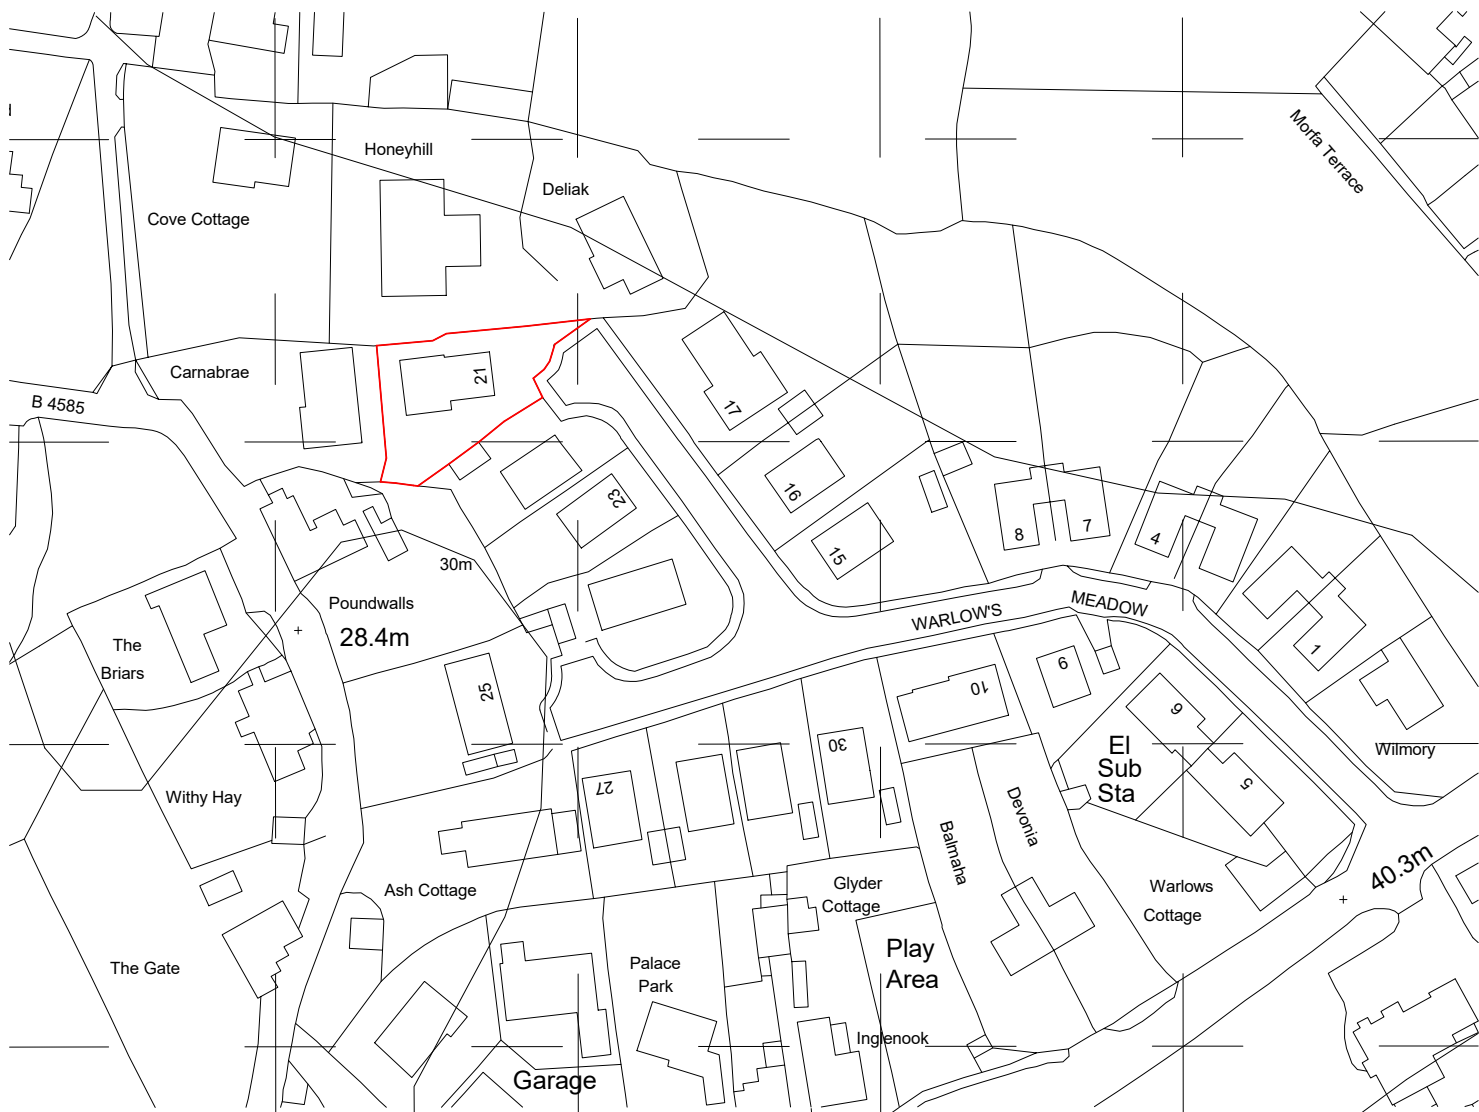 Morfa Terrace
Honeyhill
Deliak
Cove Cottage
Carnabrae
B 4585
21
17
16
15
23
8
7
4
1
30m
Poundwalls
28.4m
WARLOW'S
MEADOW
The
Briars
25
10
9
6
5
El
Sub
Sta
Wilmory
30
27
Withy Hay
Devonia
Balmaha
40.3m
Ash Cottage
Glyder
Cottage
Warlows
Cottage
Play
Area
The Gate
Palace
Park
Inglenook
Garage